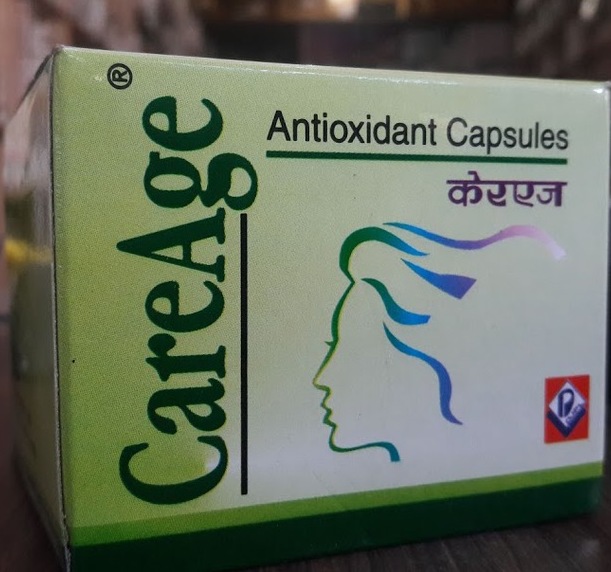 CareAge®
Antioxidant Capsules
केरएज